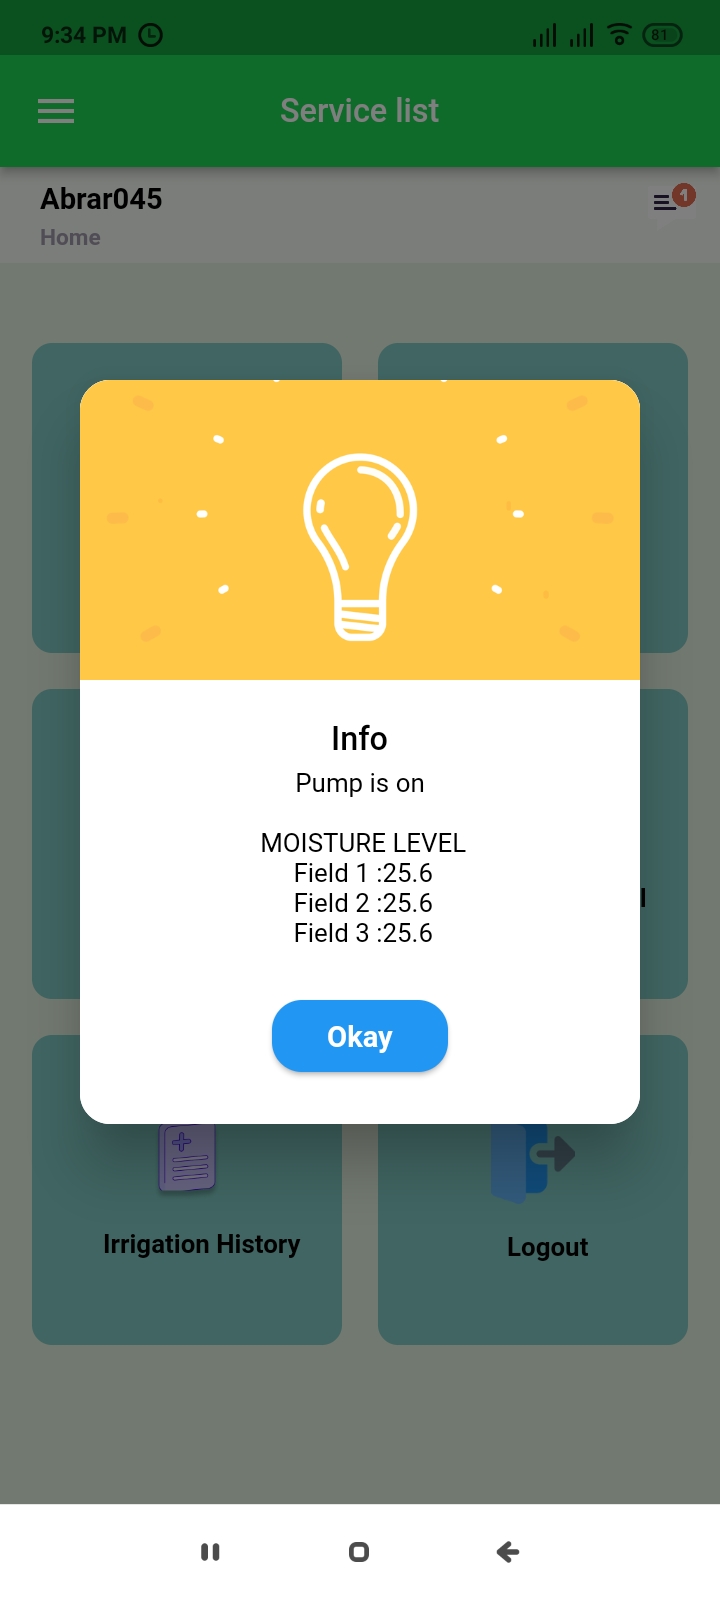 9:34 PM
81
Service list
Abrar045
1
Home
Info
Pump is on
MOISTURE LEVEL
Field 1 :25.6
Field 2 :25.6
Field 3 :25.6
l
Okay
Irrigation History
Logout